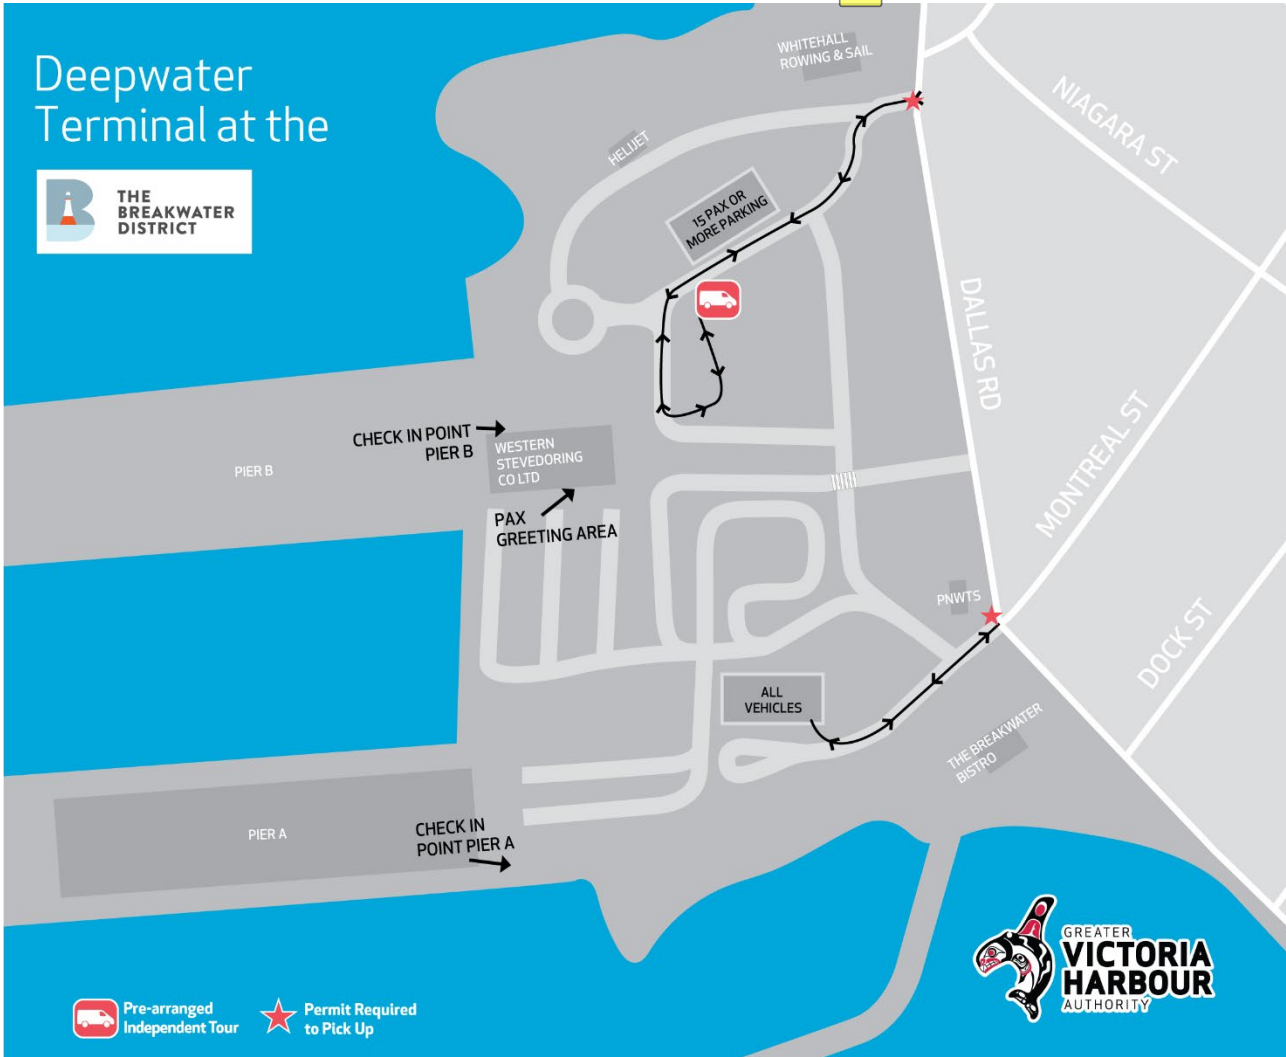 Deepwater
Terminal at the
THE
BREAKWATER
DISTRICT
WHITEHALL
ROWING & SAIL
HELIJET
15 PAX OR
MORE PARKING
NIAGARA ST
DALLAS RD
MONTREAL ST
DOCK ST
CHECK IN POINT
PIER B
PIER B
WESTERN
STEVEDORING
CO LTD
PAX
GREETING AREA
PNWTS
ALL
VEHICLES
THE BREAKWATER
BISTRO
PIER A
CHECK IN
POINT PIER A
GREATER
VICTORIA
HARBOUR
AUTHORITY
Pre-arranged
Independent Tour
Permit Required
to Pick Up